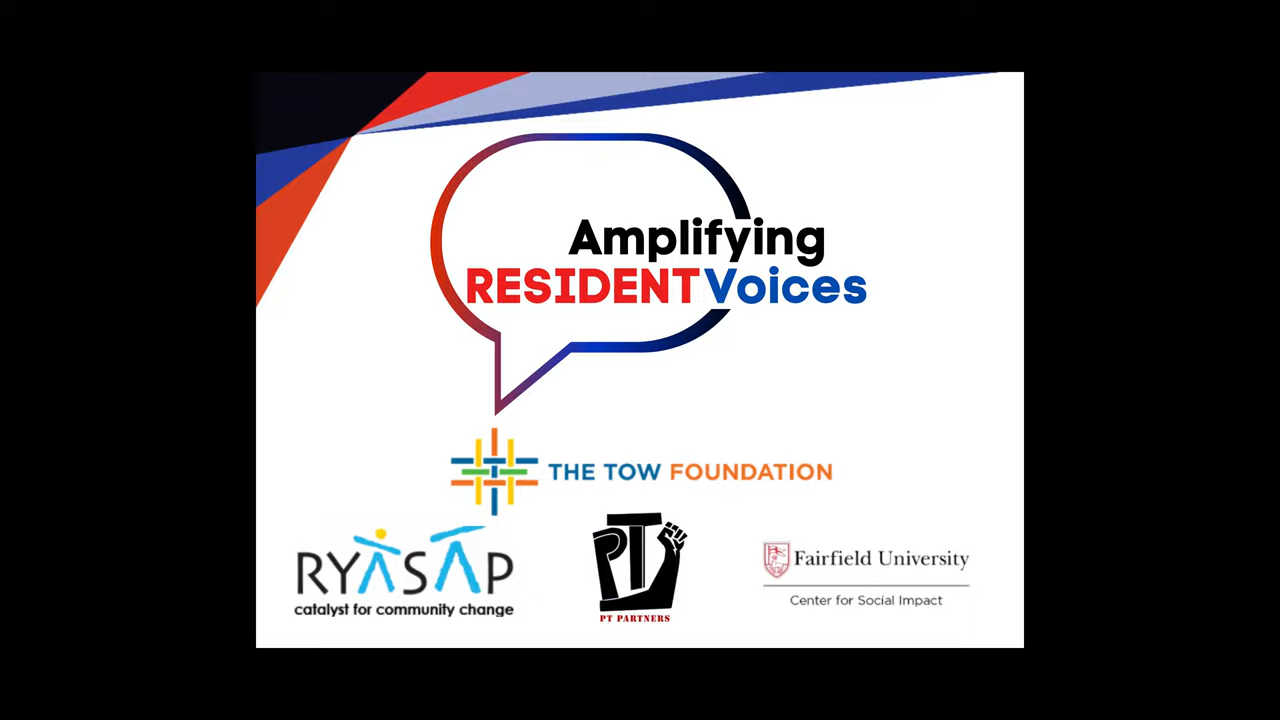 Amplifying
RESIDENT Voices
THE TOW FOUNDATION
RYASAP
catalyst for community change
PT
PT PARTNERS
Fairfield University
Center for Social Impact